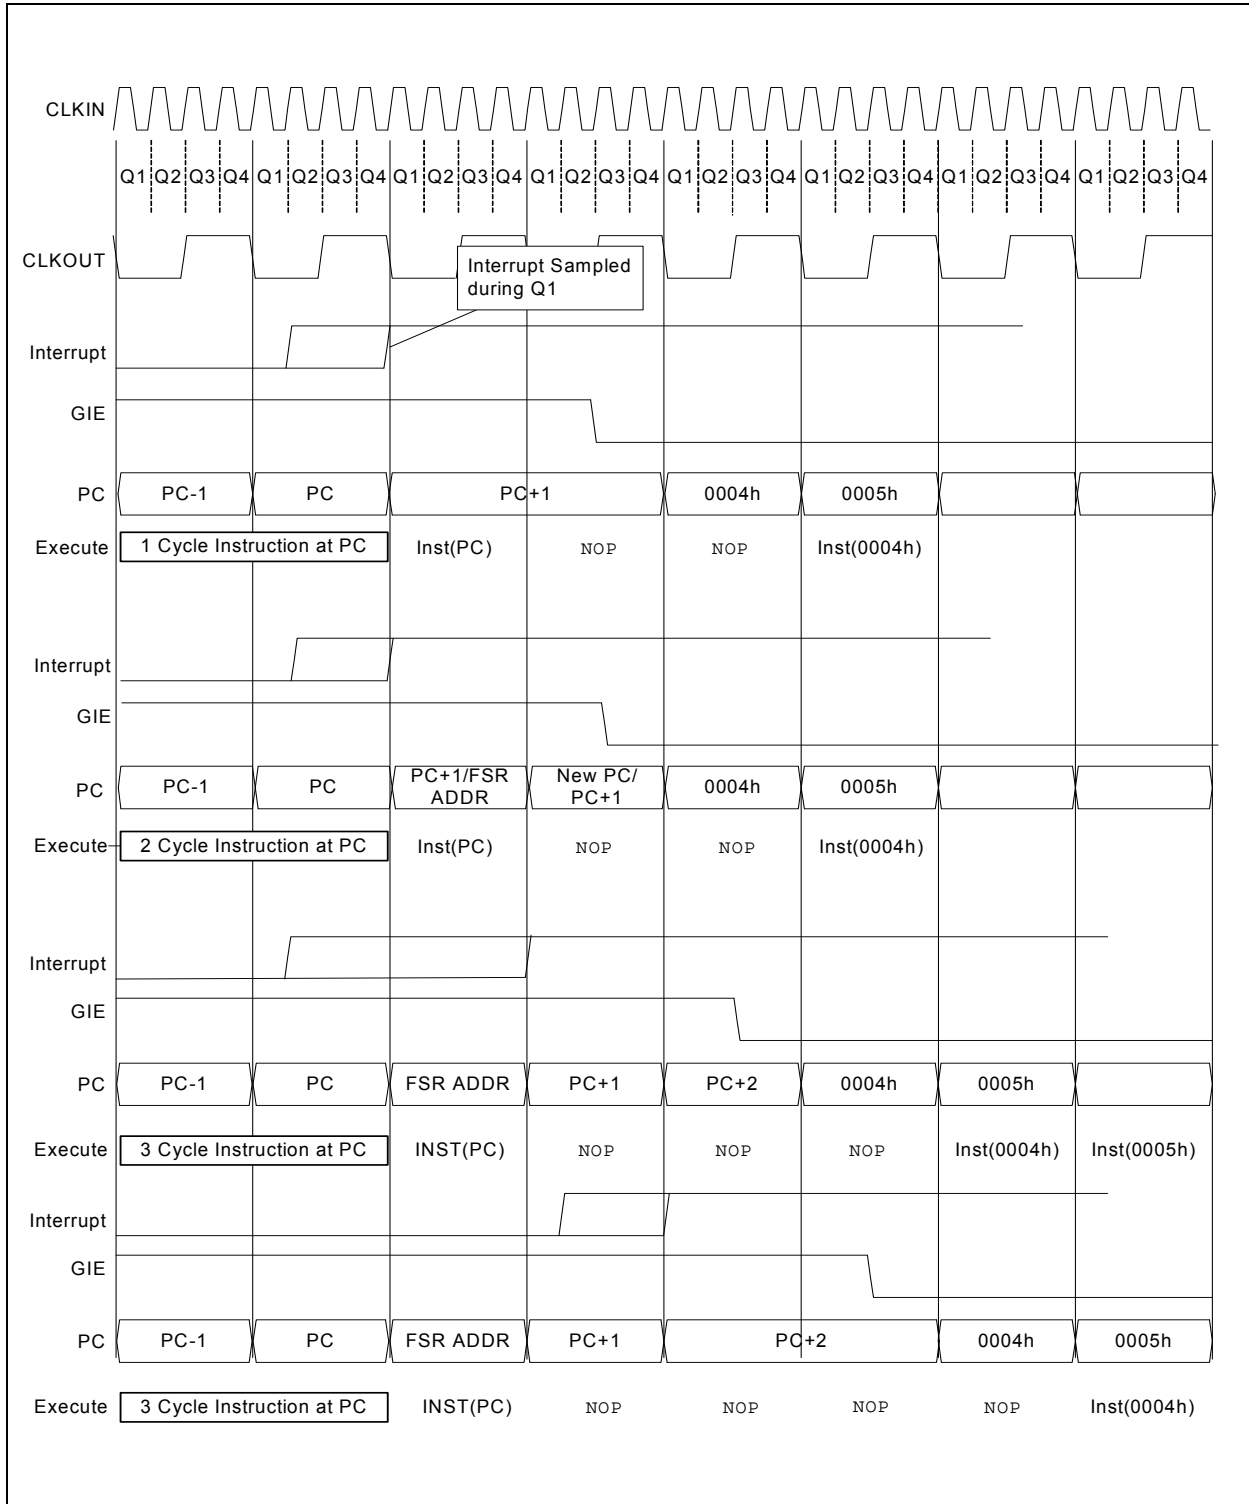 CLKIN
Q1 Q2 Q3 Q4 Q1 Q2 Q3 Q4 Q1 Q2 Q3 Q4 Q1 Q2 Q3 Q4 Q1 Q2 Q3 Q4 Q1 Q2 Q3 Q4 Q1 Q2 Q3 Q4 Q1 Q2 Q3 Q4
CLKOUT
Interrupt Sampled
during Q1
Interrupt
GIE
PC PC-1 PC PC+1 0004h 0005h
Execute 1 Cycle Instruction at PC Inst(PC) NOP NOP Inst(0004h)
Interrupt
GIE
PC PC-1 PC PC+1/FSR ADDR New PC/ PC+1 0004h 0005h
Execute 2 Cycle Instruction at PC Inst(PC) NOP NOP Inst(0004h)
Interrupt
GIE
PC PC-1 PC FSR ADDR PC+1 PC+2 0004h 0005h
Execute 3 Cycle Instruction at PC INST(PC) NOP NOP NOP Inst(0004h) Inst(0005h)
Interrupt
GIE
PC PC-1 PC FSR ADDR PC+1 PC+2 0004h 0005h
Execute 3 Cycle Instruction at PC INST(PC) NOP NOP NOP NOP Inst(0004h)